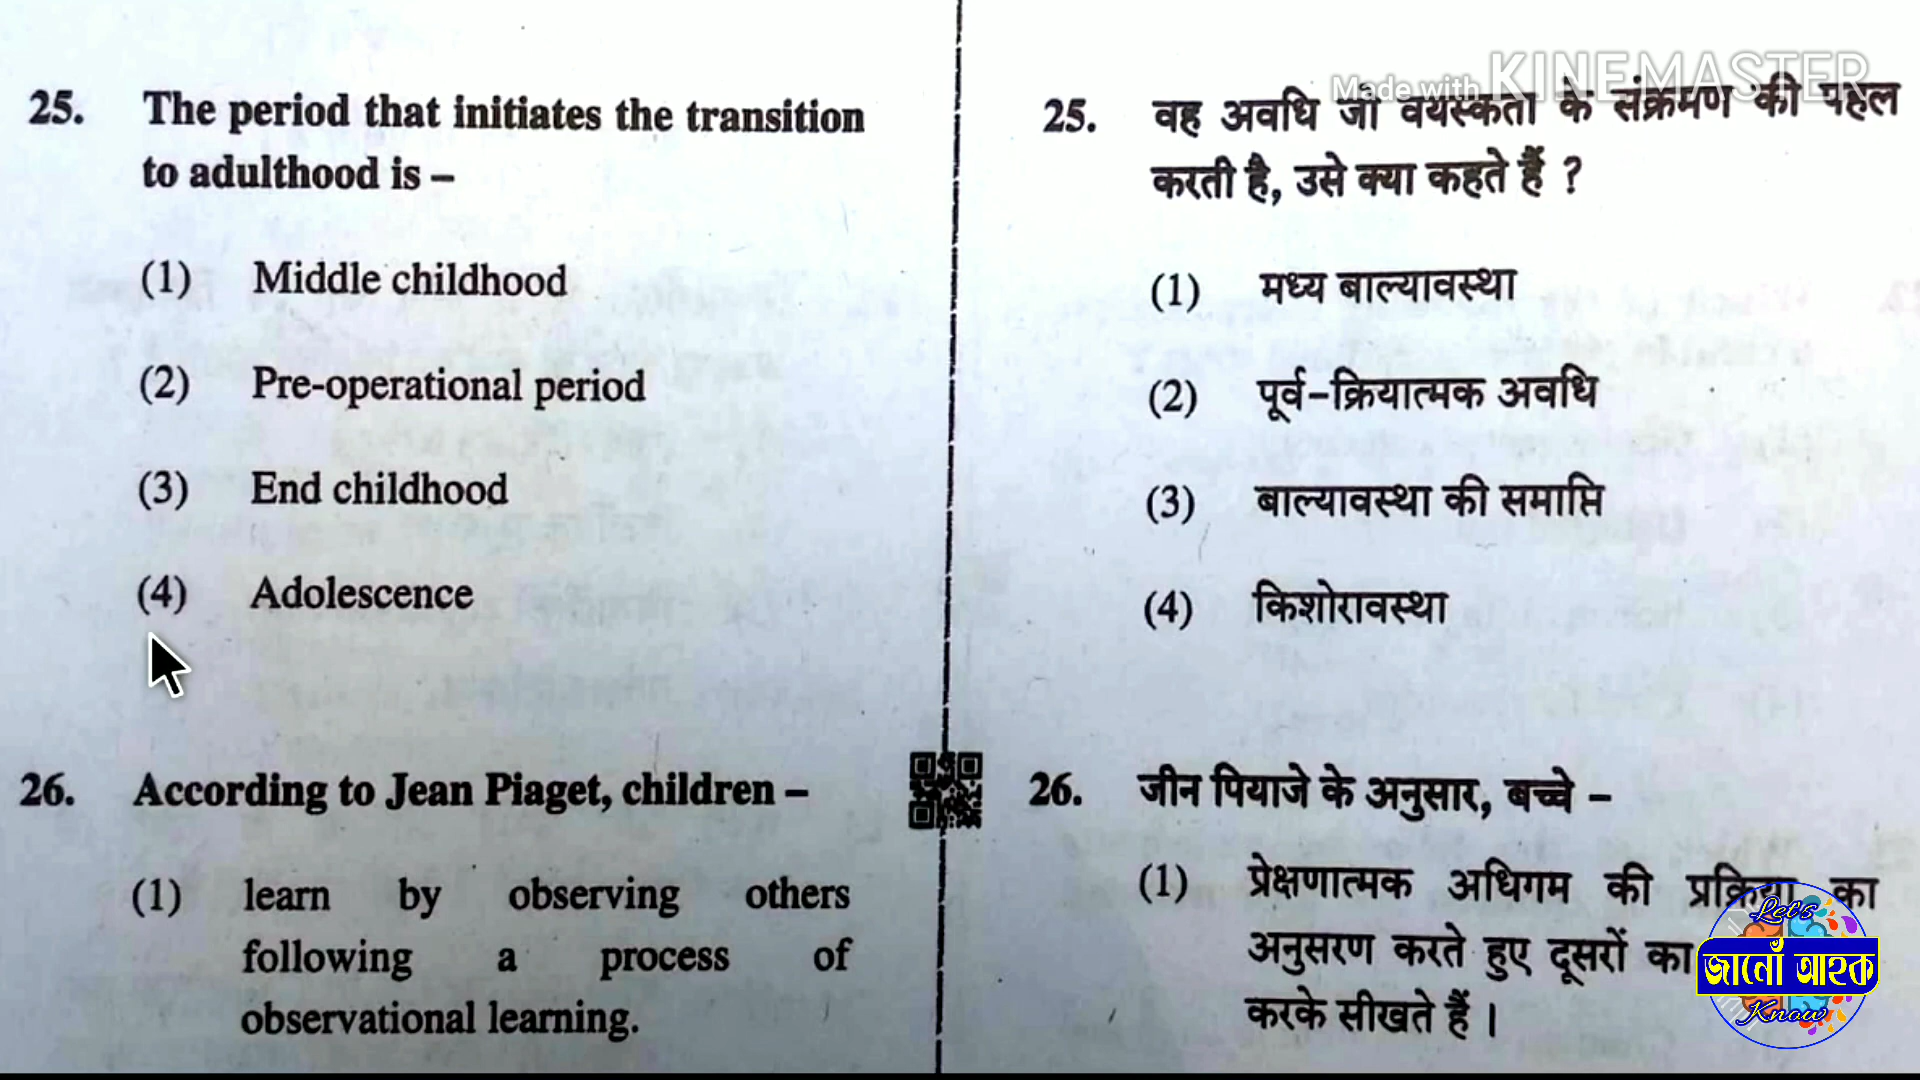 Made with KINEMASTER
25. The period that initiates the transition
to adulthood is –
(1) Middle childhood
(2) Pre-operational period
(3) End childhood
(4) Adolescence
26. According to Jean Piaget, children –
(1) learn by observing others
following a process of
observational learning.
25. वह अवधि जो वयस्कता के संक्रमण की पहल
करती है, उसे क्या कहते हैं ?
(1) मध्य बाल्यावस्था
(2) पूर्व-क्रियात्मक अवधि
(3) बाल्यावस्था की समाप्ति
(4) किशोरावस्था
26. जीन पियाजे के अनुसार, बच्चे –
(1) प्रेक्षणात्मक अधिगम की प्रक्रिया का
अनुसरण करते हुए दूसरों का
करके सीखते हैं ।
Let's
জানোঁ আহক
Know